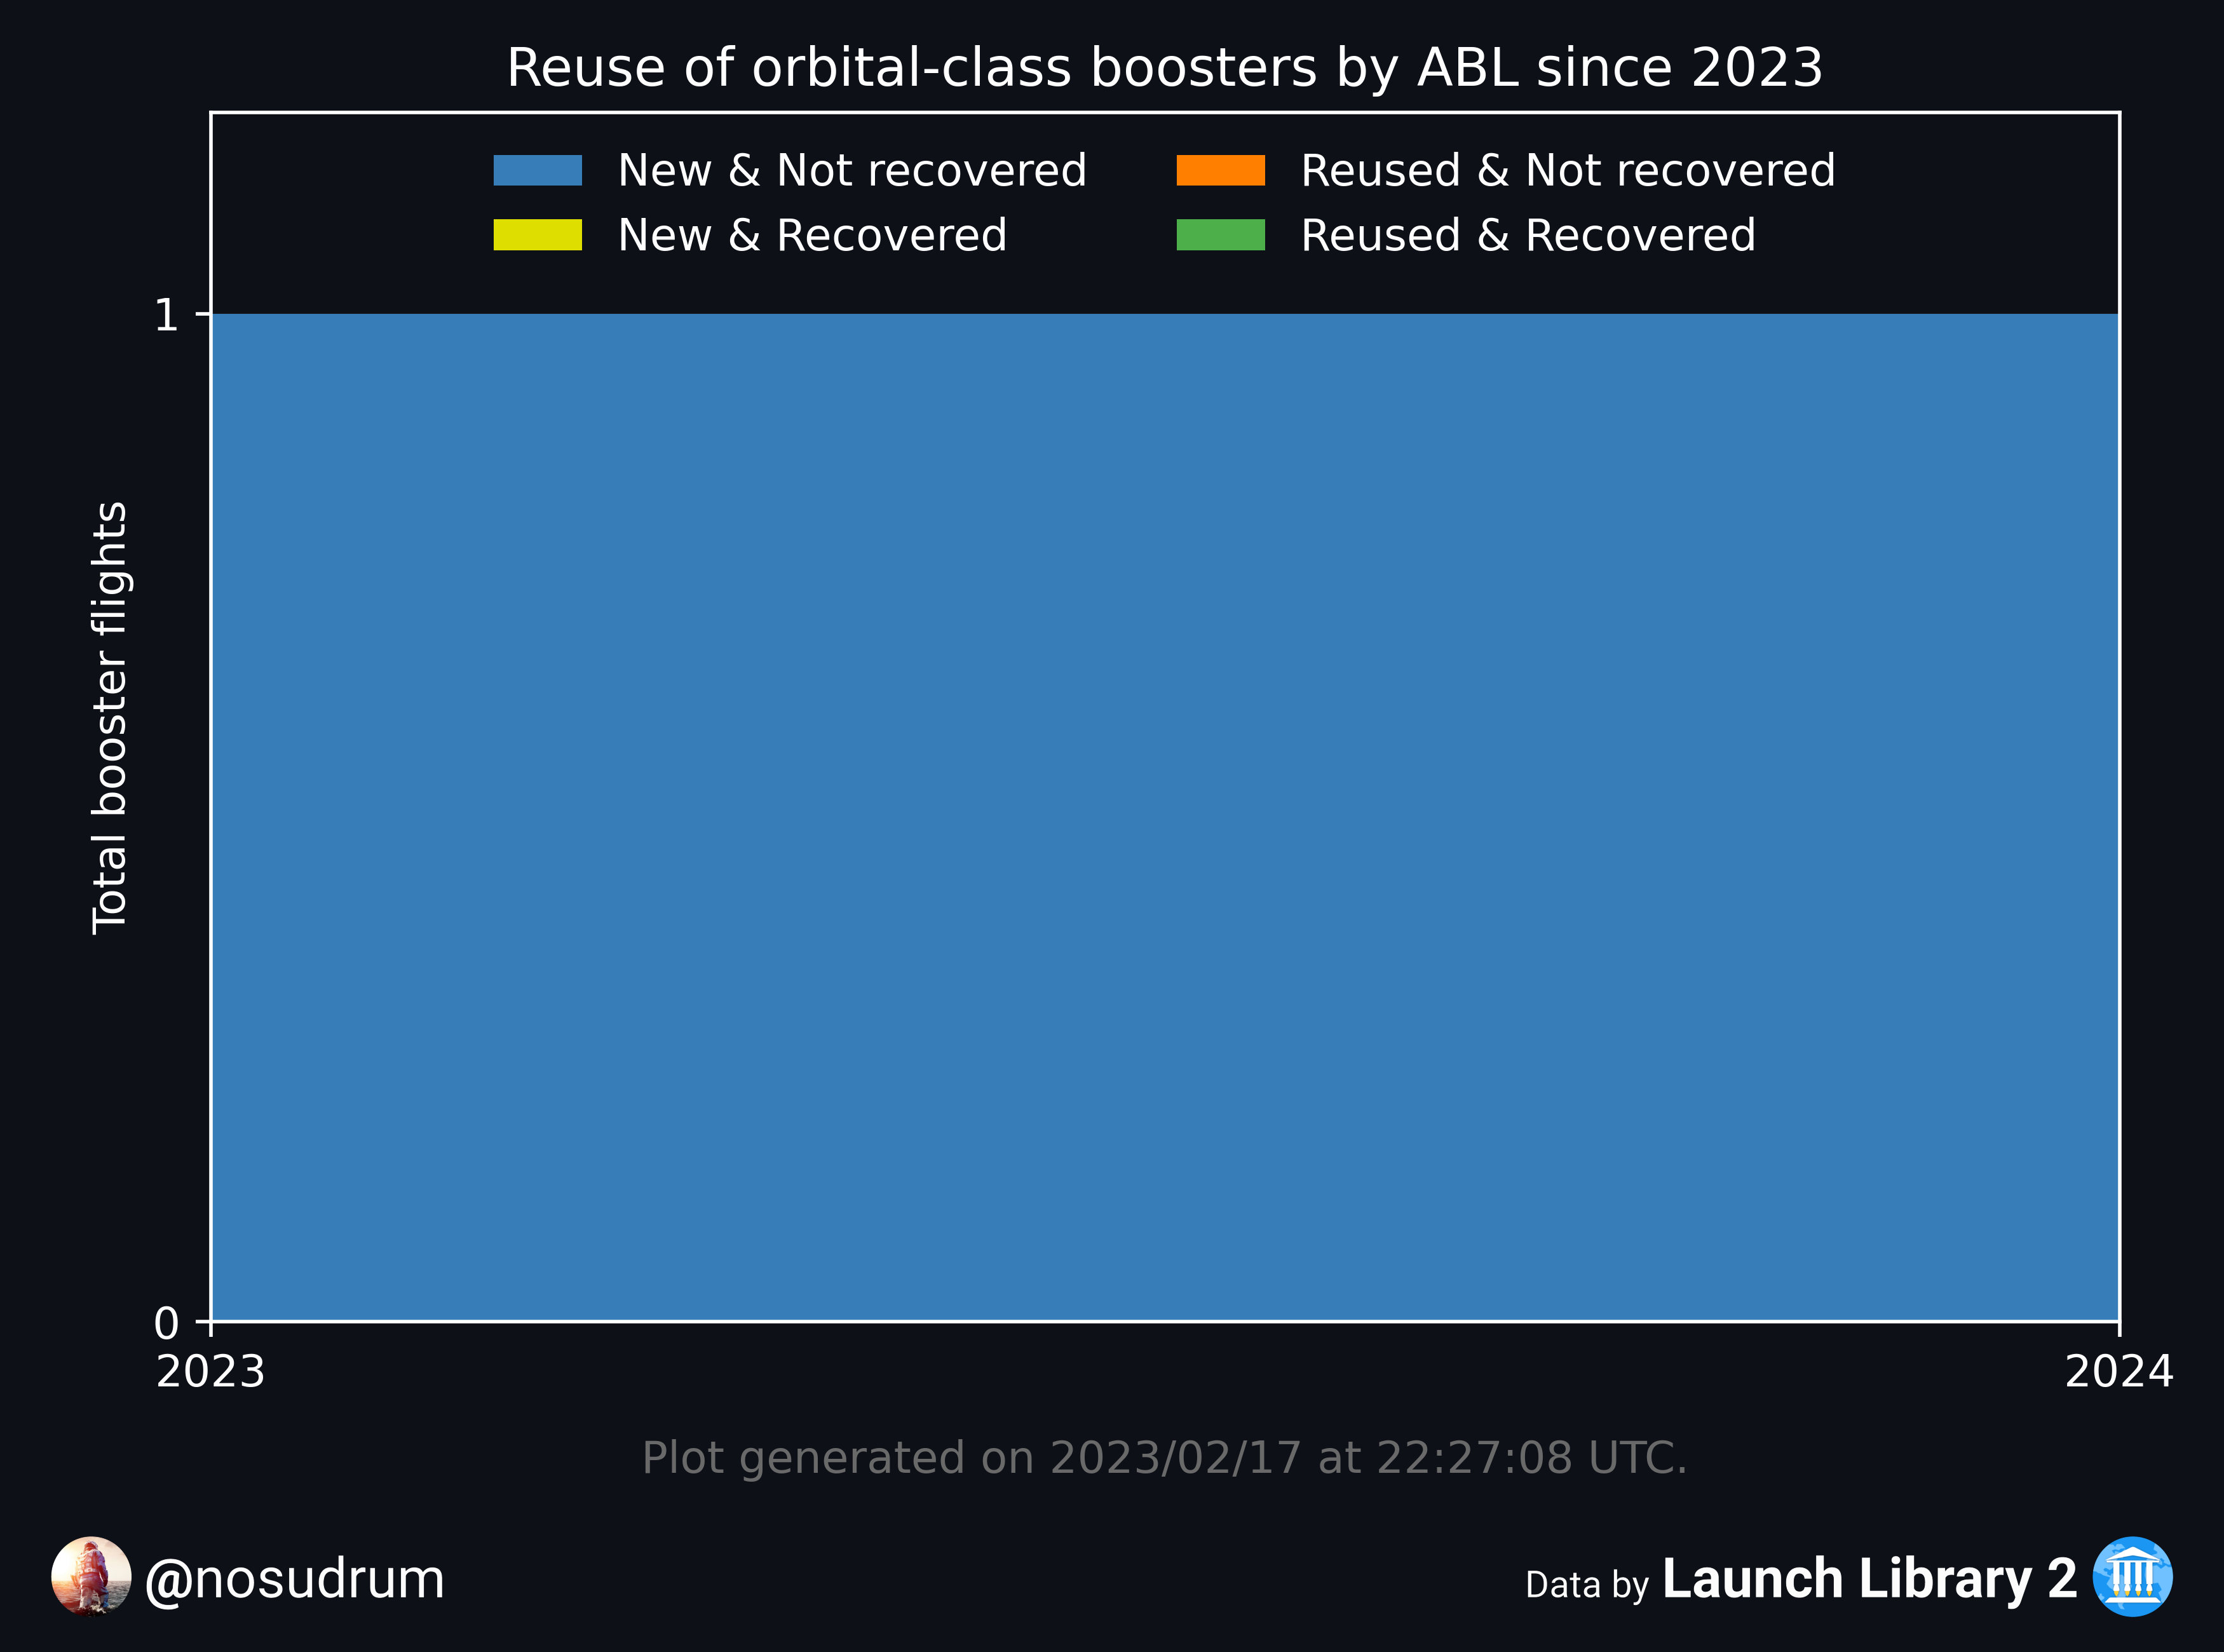 Reuse of orbital-class boosters by ABL since 2023
New & Not recovered
New & Recovered
Reused & Not recovered
Reused & Recovered
Total booster flights
1
0
2023
2024
Plot generated on 2023/02/17 at 22:27:08 UTC.
@nosudrum
Data by Launch Library 2